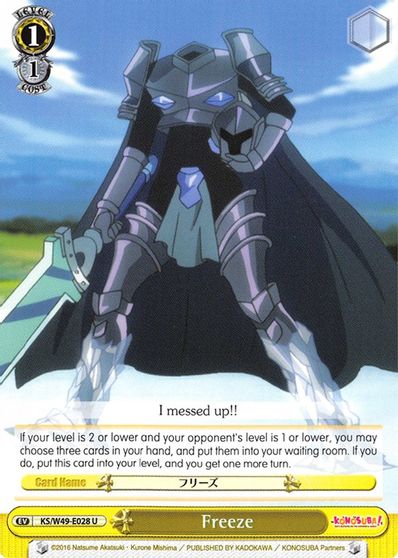 LEVEL
1
1
COST
I messed up!!
If your level is 2 or lower and your opponent's level is 1 or lower, you may
choose three cards in your hand, and put them into your waiting room. If you
do, put this card into your clock, and you get one more turn.
Card Name フリーズ
EV KS/W49-E028 U Freeze KONOSUBA!
©2016 Natsume Akatsuki・Kurone Mishima / PUBLISHED BY KADOKAWA / KONOSUBA Partners